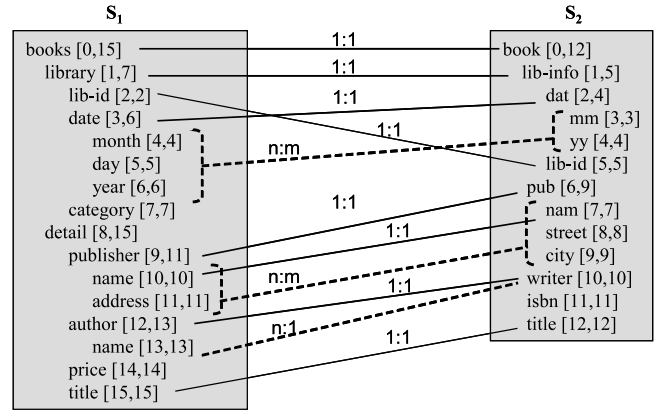 S1
books [0,15]
library [1,7]
lib-id [2,2]
date [3,6]
month [4,4]
day [5,5]
year [6,6]
category [7,7]
detail [8,15]
publisher [9,11]
name [10,10]
address [11,11]
author [12,13]
name [13,13]
price [14,14]
title [15,15]
1:1
1:1
1:1
1:1
n:m
1:1
1:1
n:m
1:1
n:1
1:1
S2
book [0,12]
lib-info [1,5]
dat [2,4]
mm [3,3]
yy [4,4]
lib-id [5,5]
pub [6,9]
nam [7,7]
street [8,8]
city [9,9]
writer [10,10]
isbn [11,11]
title [12,12]